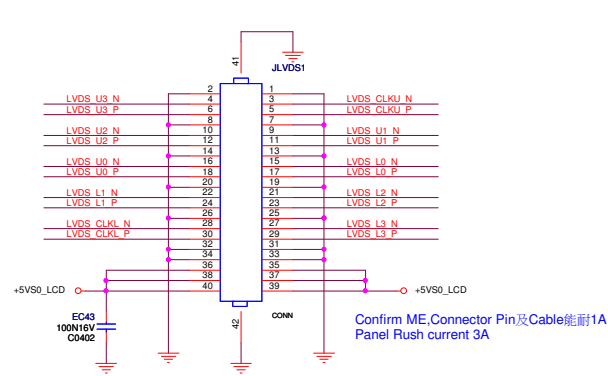 41
JLVDS1
2 1
LVDS_U3_N 4 3 LVDS_CLKU_N
LVDS_U3_P 6 5 LVDS_CLKU_P
8 7
LVDS_U2_N 10 9 LVDS_U1_N
LVDS_U2_P 12 11 LVDS_U1_P
14 13
LVDS_U0_N 16 15 LVDS_L0_N
LVDS_U0_P 18 17 LVDS_L0_P
20 19
LVDS_L1_N 22 21 LVDS_L2_N
LVDS_L1_P 24 23 LVDS_L2_P
26 25
LVDS_CLKL_N 28 27 LVDS_L3_N
LVDS_CLKL_P 30 29 LVDS_L3_P
32 31
34 33
36 35
38 37
+5VS0_LCD 40 39 +5VS0_LCD
EC43
100N16V
C0402
42
CONN
Confirm ME,Connector Pin及Cable能耐1A
Panel Rush current 3A